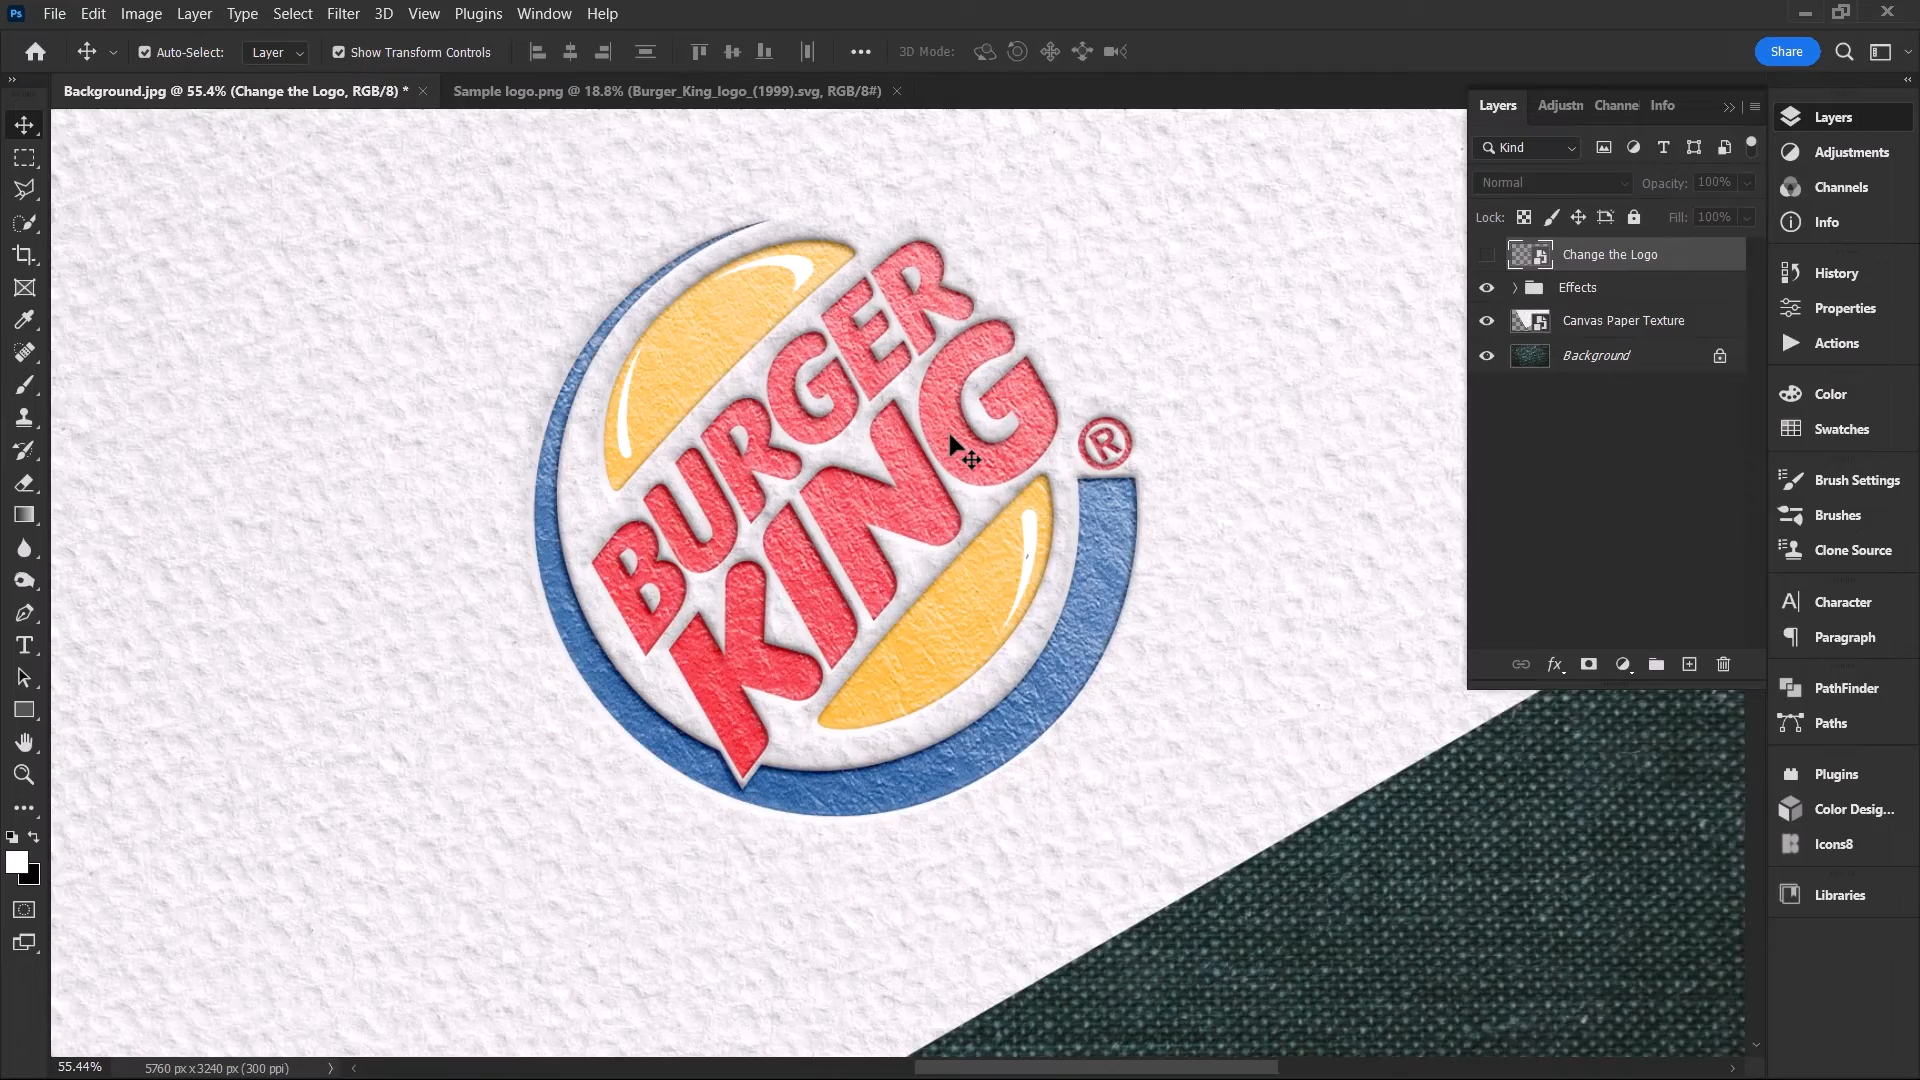 Ps File Edit Image Layer Type Select Filter 3D View Plugins Window Help
Auto-Select: Layer Show Transform Controls 3D Mode: Share
Background.jpg @ 55.4% (Change the Logo, RGB/8) *
Sample logo.png @ 18.8% (Burger_King_logo_(1999).svg, RGB/8#)
BURGER
KING
®
Layers Adjustn Channe Info
Kind
Normal Opacity: 100%
Lock: Fill: 100%
Change the Logo
Effects
Canvas Paper Texture
Background
fx
Layers
Adjustments
Channels
Info
History
Properties
Actions
Color
Swatches
Brush Settings
Brushes
Clone Source
Character
Paragraph
PathFinder
Paths
Plugins
Color Desig...
Icons8
Libraries
55.44% 5760 px x 3240 px (300 ppi)